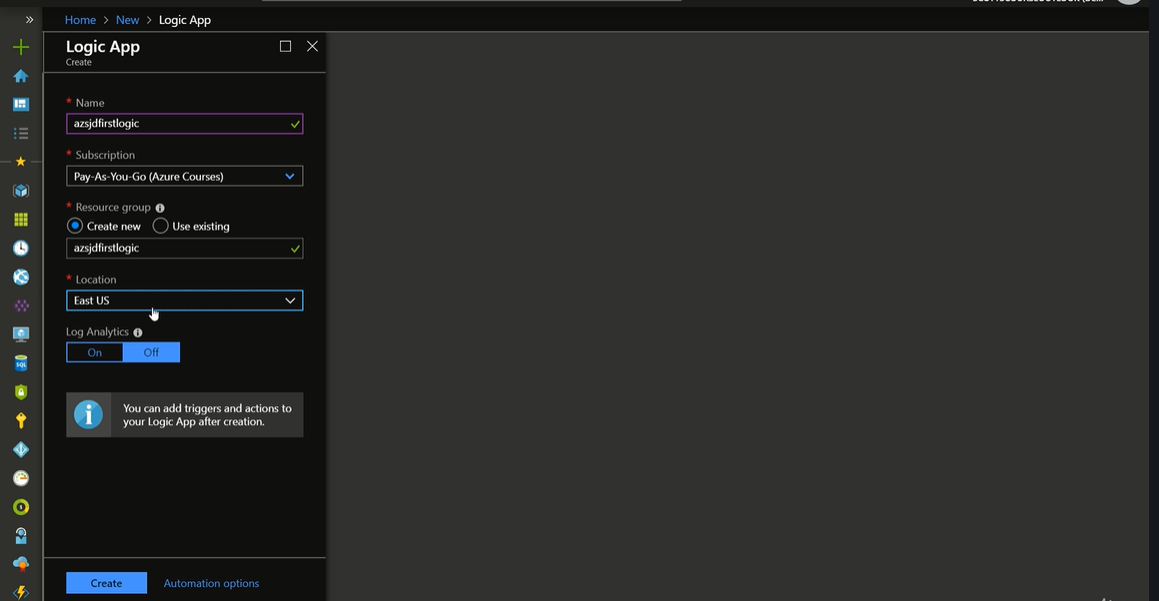 Home > New > Logic App
Logic App
Create
* Name
azsjdfirstlogic
* Subscription
Pay-As-You-Go (Azure Courses)
* Resource group
Create new Use existing
azsjdfirstlogic
* Location
East US
Log Analytics
On Off
You can add triggers and actions to
your Logic App after creation.
SQL
Create Automation options